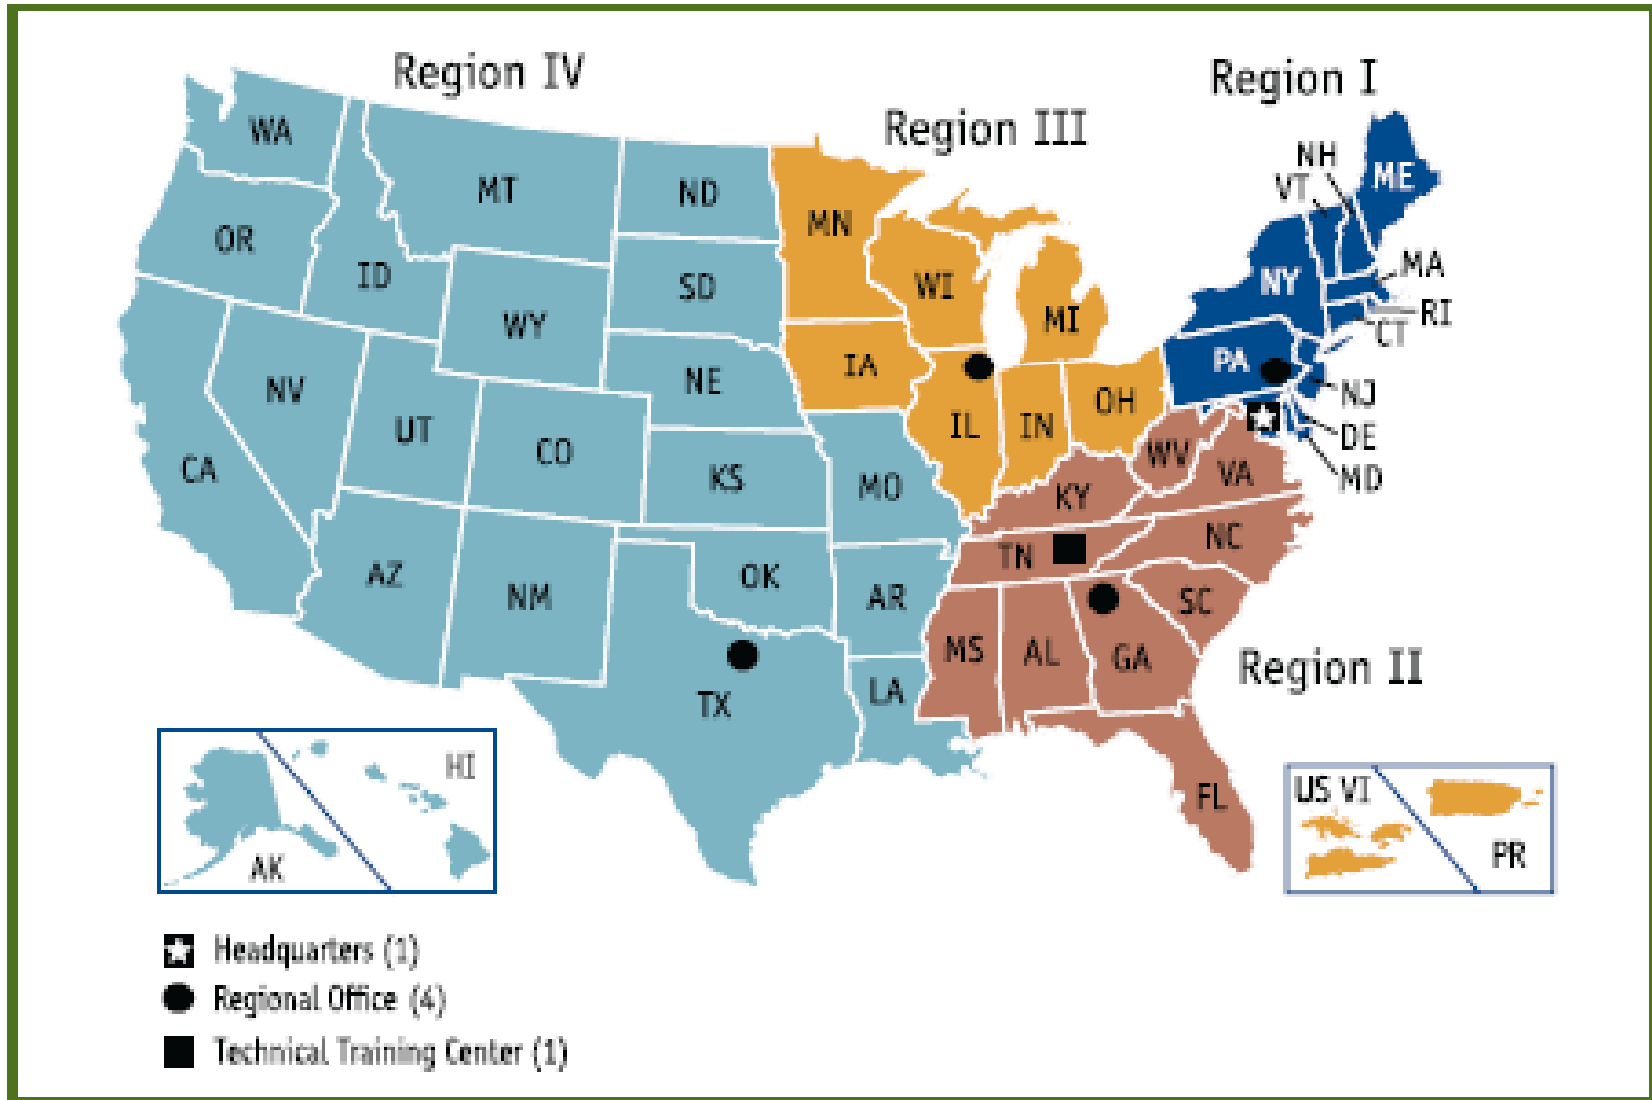 Region IV
Region I
Region III
NH
VT
ME
WA
MT
ND
MN
OR
ID
SD
WI
MI
NY
MA
RI
CT
WY
IA
PA
NV
NE
IL
IN
OH
NJ
DE
MD
UT
CO
CA
KS
MO
WV
VA
KY
AZ
NM
OK
AR
TN
NC
SC
MS
AL
GA
Region II
TX
LA
FL
HI
AK
US VI
PR
Headquarters (1)
Regional Office (4)
Technical Training Center (1)